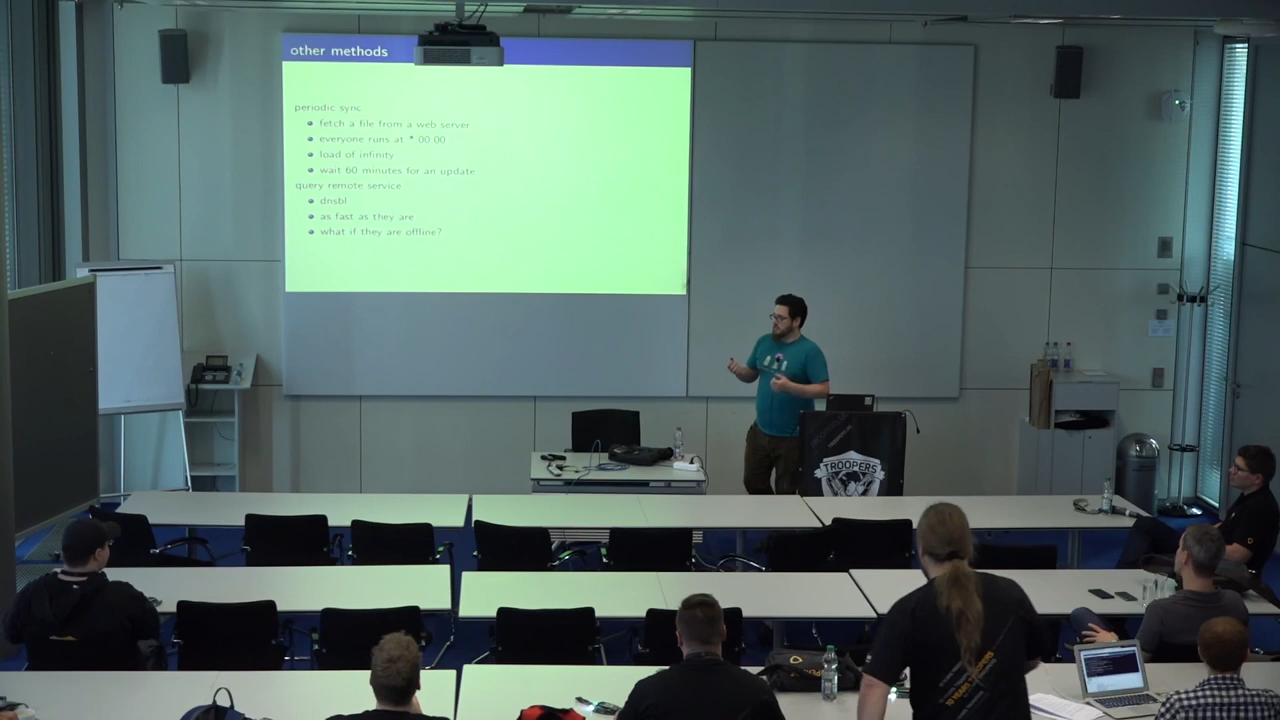 other methods
periodic sync
fetch a file from a web server
everyone runs at * 00 00
load of infinity
wait 60 minutes for an update
query remote service
dnsbl
as fast as they are
what if they are offline?
TROOPERS